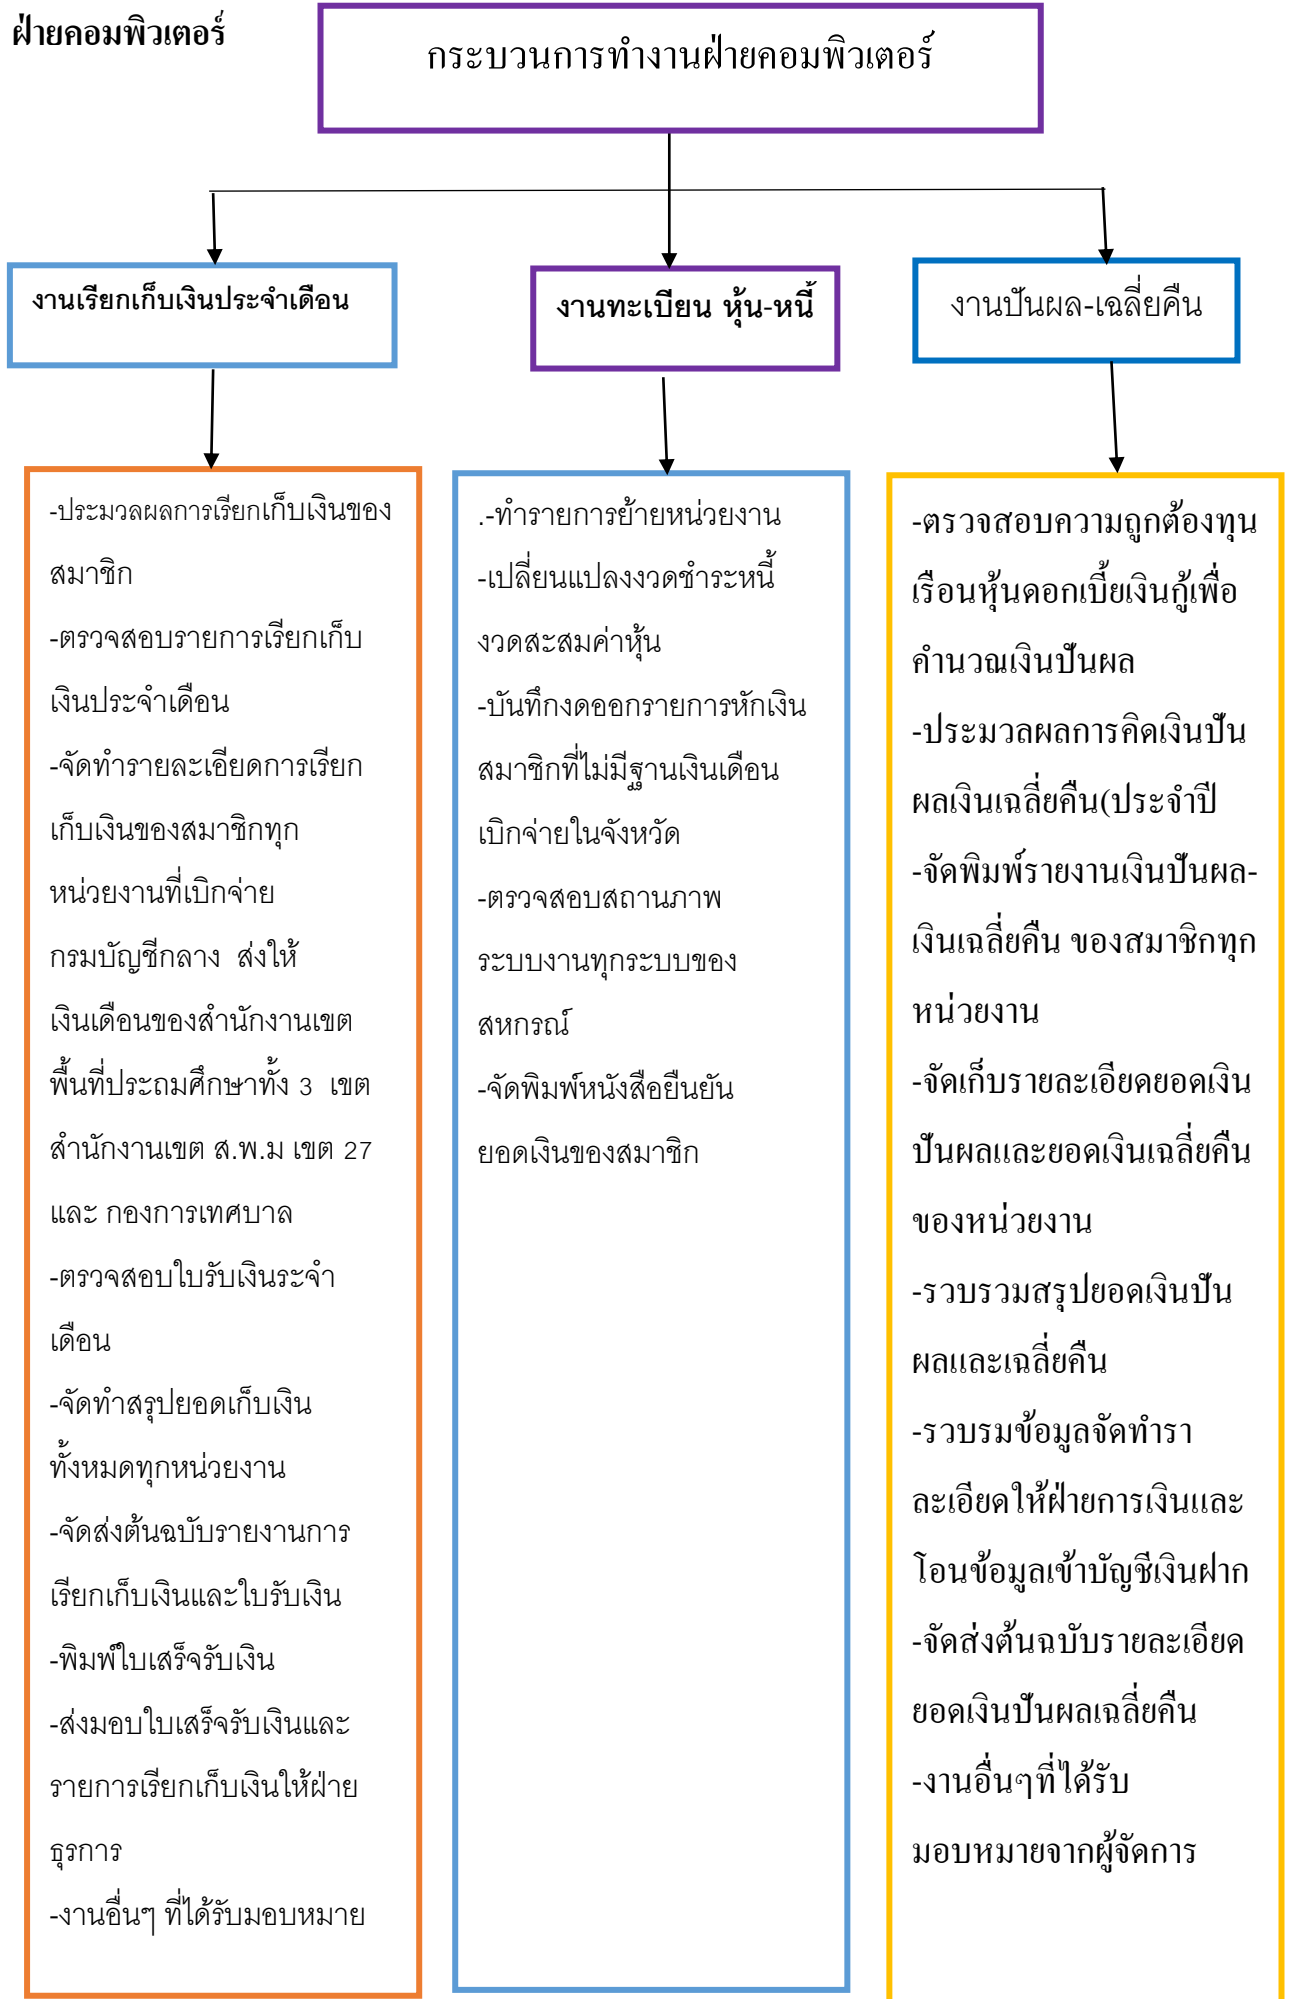 ฝ่ายคอมพิวเตอร์
กระบวนการทำงานฝ่ายคอมพิวเตอร์
งานเรียกเก็บเงินประจำเดือน
งานทะเบียน หุ้น-หนี้
งานปันผล-เฉลี่ยคืน
-ประมวลผลการเรียกเก็บเงินของ
สมาชิก
-ตรวจสอบรายการเรียกเก็บ
เงินประจำเดือน
-จัดทำรายละเอียดการเรียก
เก็บเงินของสมาชิกทุก
หน่วยงานที่เบิกจ่าย
กรมบัญชีกลาง ส่งให้
เงินเดือนของสำนักงานเขต
พื้นที่ประถมศึกษาทั้ง 3 เขต
สำนักงานเขต ส.พ.ม เขต 27
และ กองการเทศบาล
-ตรวจสอบใบรับเงินระจำ
เดือน
-จัดทำสรุปยอดเก็บเงิน
ทั้งหมดทุกหน่วยงาน
-จัดส่งต้นฉบับรายงานการ
เรียกเก็บเงินและใบรับเงิน
-พิมพ์ใบเสร็จรับเงิน
-ส่งมอบใบเสร็จรับเงินและ
รายการเรียกเก็บเงินให้ฝ่าย
ธุรการ
-งานอื่นๆ ที่ได้รับมอบหมาย
.-ทำรายการย้ายหน่วยงาน
-เปลี่ยนแปลงงวดชำระหนี้
งวดสะสมค่าหุ้น
-บันทึกงดออกรายการหักเงิน
สมาชิกที่ไม่มีฐานเงินเดือน
เบิกจ่ายในจังหวัด
-ตรวจสอบสถานภาพ
ระบบงานทุกระบบของ
สหกรณ์
-จัดพิมพ์หนังสือยืนยัน
ยอดเงินของสมาชิก
-ตรวจสอบความถูกต้องทุน
เรือนหุ้นดอกเบี้ยเงินกู้เพื่อ
คำนวณเงินปันผล
-ประมวลผลการคิดเงินปัน
ผลเงินเฉลี่ยคืน(ประจำปี
-จัดพิมพ์รายงานเงินปันผล-
เงินเฉลี่ยคืน ของสมาชิกทุก
หน่วยงาน
-จัดเก็บรายละเอียดยอดเงิน
ปันผลและยอดเงินเฉลี่ยคืน
ของหน่วยงาน
-รวบรวมสรุปยอดเงินปัน
ผลและเฉลี่ยคืน
-รวบรมข้อมูลจัดทำรา
ละเอียดให้ฝ่ายการเงินและ
โอนข้อมูลเข้าบัญชีเงินฝาก
-จัดส่งต้นฉบับรายละเอียด
ยอดเงินปันผลเฉลี่ยคืน
-งานอื่นๆที่ได้รับ
มอบหมายจากผู้จัดการ